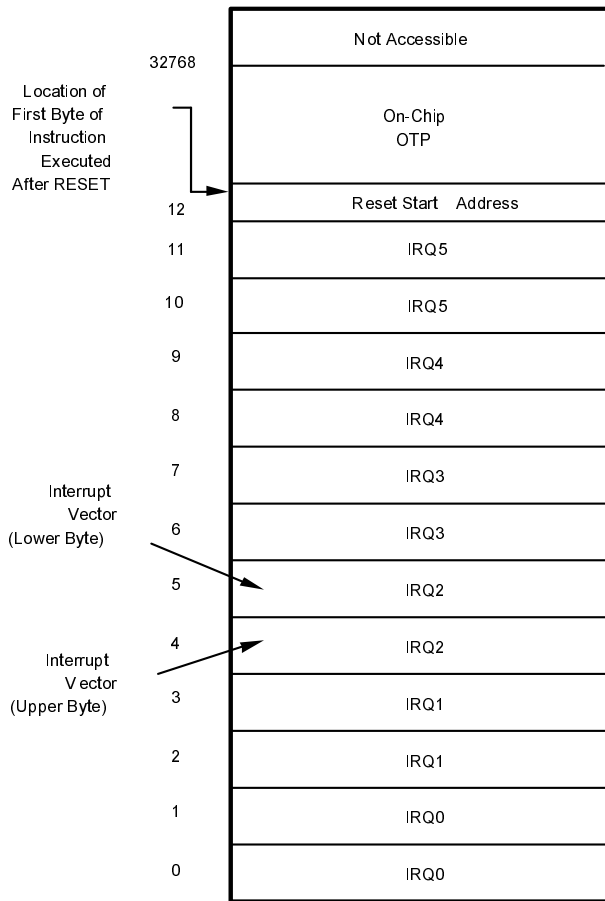 Not Accessible
32768
Location of
First Byte of
Instruction
Executed
After RESET
On-Chip
OTP
12
Reset Start Address
11
IRQ5
10
IRQ5
9
IRQ4
8
IRQ4
7
IRQ3
Interrupt
Vector
(Lower Byte)
6
IRQ3
5
IRQ2
4
IRQ2
Interrupt
Vector
(Upper Byte)
3
IRQ1
2
IRQ1
1
IRQ0
0
IRQ0